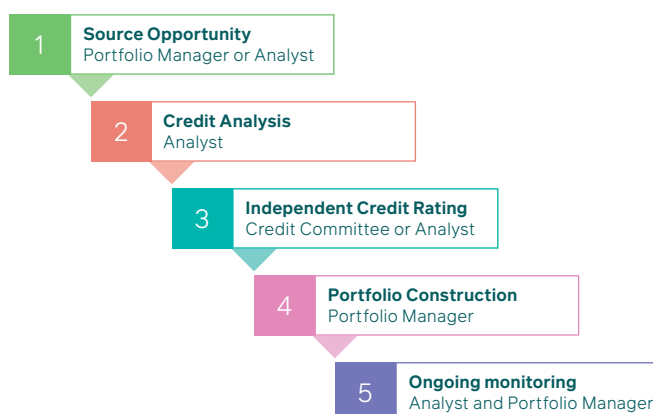 1
Source Opportunity
Portfolio Manager or Analyst
2
Credit Analysis
Analyst
3
Independent Credit Rating
Credit Committee or Analyst
4
Portfolio Construction
Portfolio Manager
5
Ongoing monitoring
Analyst and Portfolio Manager